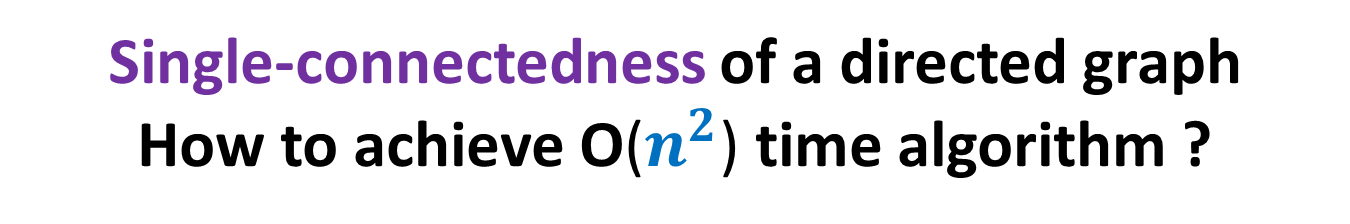 Single-connectedness of a directed graph
How to achieve O(n²) time algorithm ?